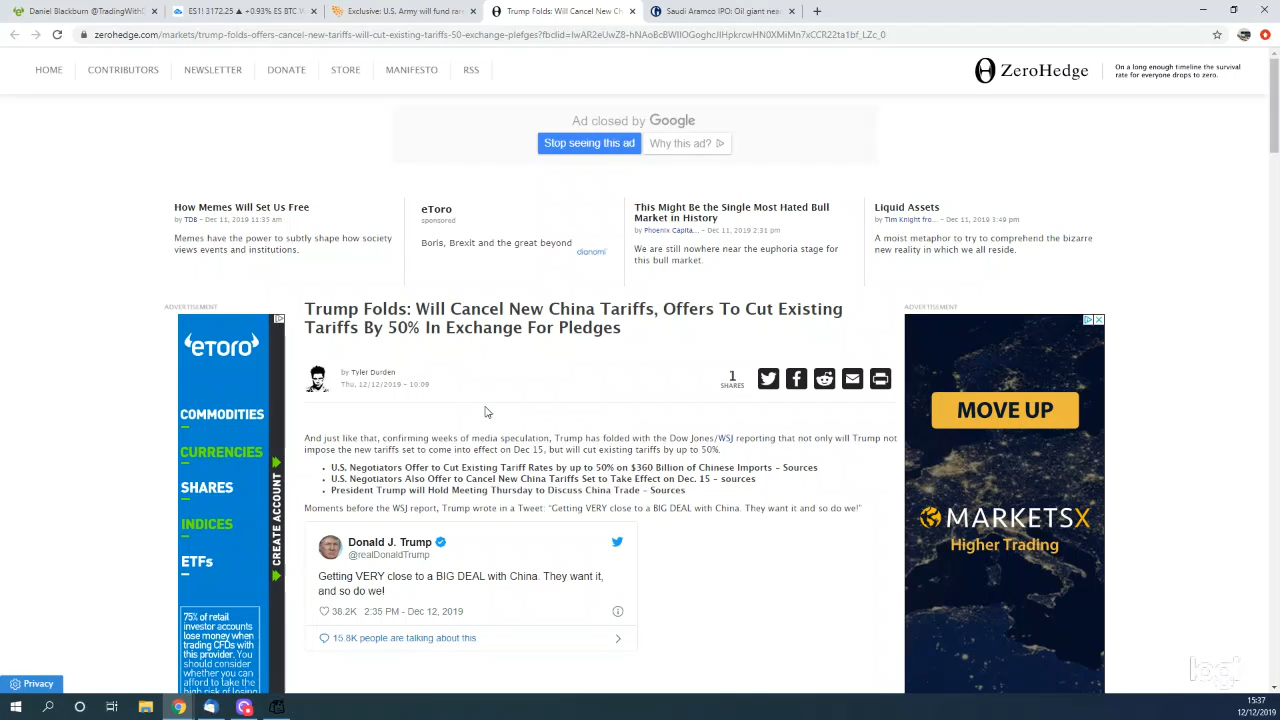 Daniel Blackburn @TradingWithC
ES1! 3172.25 ▲ +0.93% ES BTC V
Exclusive: U.S. Army will fund rare
Trump Folds: Will Cancel New Ch
Saudi Aramco IPO: Oil giant near
zerohedge.com/markets/trump-folds-offers-cancel-new-tariffs-will-cut-existing-tariffs-50-exchange-plefges?fbclid=IwAR2eUwZ8-hNAoBcBWIIOGoghcJIHpkrcwHN0XMiMn7xCCR22ta1bf_LZc_0
HOME
CONTRIBUTORS
NEWSLETTER
DONATE
STORE
MANIFESTO
RSS
ZeroHedge
On a long enough timeline the survival
rate for everyone drops to zero.
Ad closed by Google
Stop seeing this ad
Why this ad?
How Memes Will Set Us Free
by TDB - Dec 11, 2019 11:35 am
Memes have the power to subtly shape how society
views events and institutions.
eToro
sponsored
Boris, Brexit and the great beyond
dianomi
This Might Be the Single Most Hated Bull
Market in History
by Phoenix Capita... - Dec 11, 2019 2:31 pm
We are still nowhere near the euphoria stage for
this bull market.
Liquid Assets
by Tim Knight fro... - Dec 11, 2019 3:49 pm
A moist metaphor to try to comprehend the bizarre
new reality in which we all reside.
ADVERTISEMENT
ADVERTISEMENT
Trump Folds: Will Cancel New China Tariffs, Offers To Cut Existing
Tariffs By 50% In Exchange For Pledges
by Tyler Durden
Thu, 12/12/2019 - 10:09
1
SHARES
And just like that, confirming weeks of media speculation, Trump has folded with the Dow Jones/WSJ reporting that not only will Trump not
impose the new tariffs set to come into effect on Dec 15, but will cut existing tariffs by up to 50%.
• U.S. Negotiators Offer to Cut Existing Tariff Rates by up to 50% on $360 Billion of Chinese Imports - Sources
• U.S. Negotiators Also Offer to Cancel New China Tariffs Set to Take Effect on Dec. 15 - sources
• President Trump will Hold Meeting Thursday to Discuss China Trade - Sources
Moments before the WSJ report, Trump wrote in a Tweet: "Getting VERY close to a BIG DEAL with China. They want it and so do we!"
Donald J. Trump
@realDonaldTrump
Getting VERY close to a BIG DEAL with China. They want it,
and so do we!
38.2K 2:35 PM - Dec 12, 2019
15.8K people are talking about this
eToro
COMMODITIES
CURRENCIES
SHARES
INDICES
ETFs
CREATE ACCOUNT
75% of retail
investor accounts
lose money when
trading CFDs with
this provider. You
should consider
whether you can
afford to take the
high risk of losing
MOVE UP
MARKETSX
Higher Trading
Privacy
logi
15:37
12/12/2019